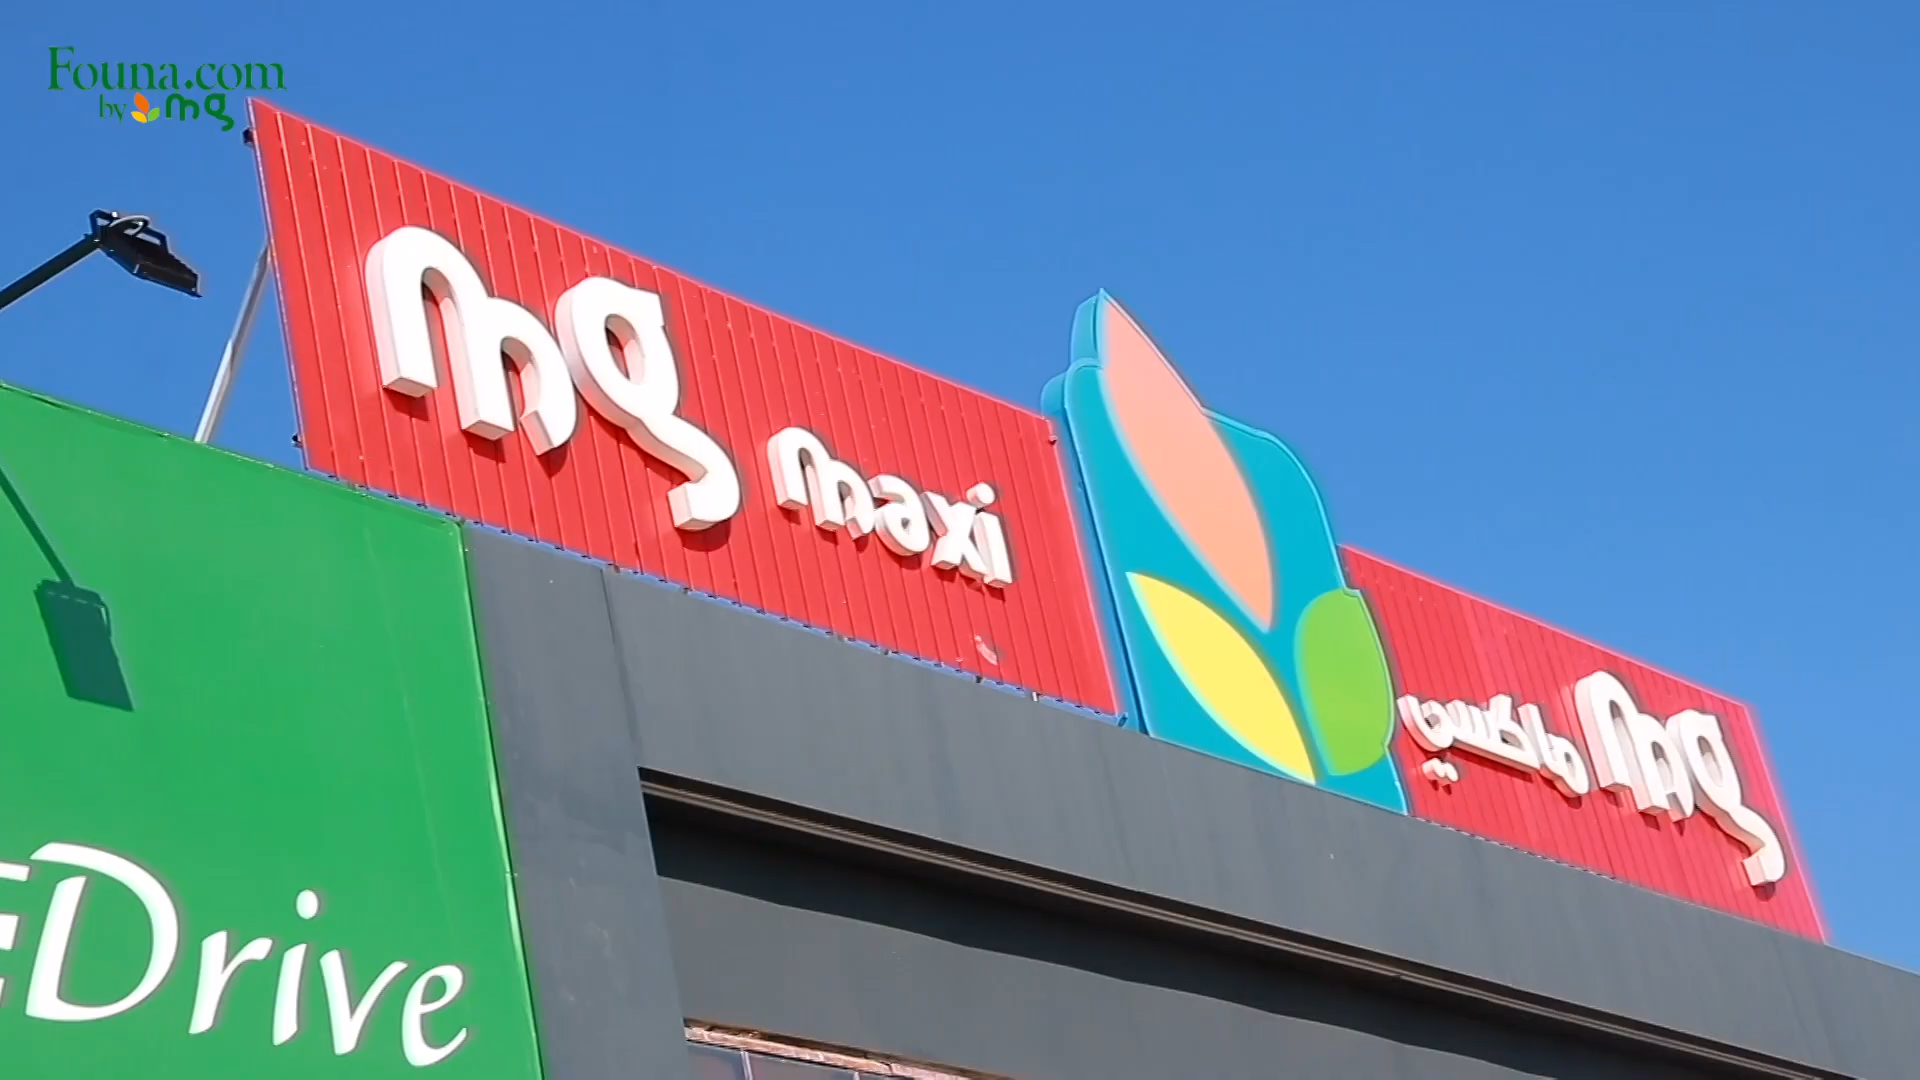 Founa.com
by mg
mg maxi
ماكسي mg
Drive